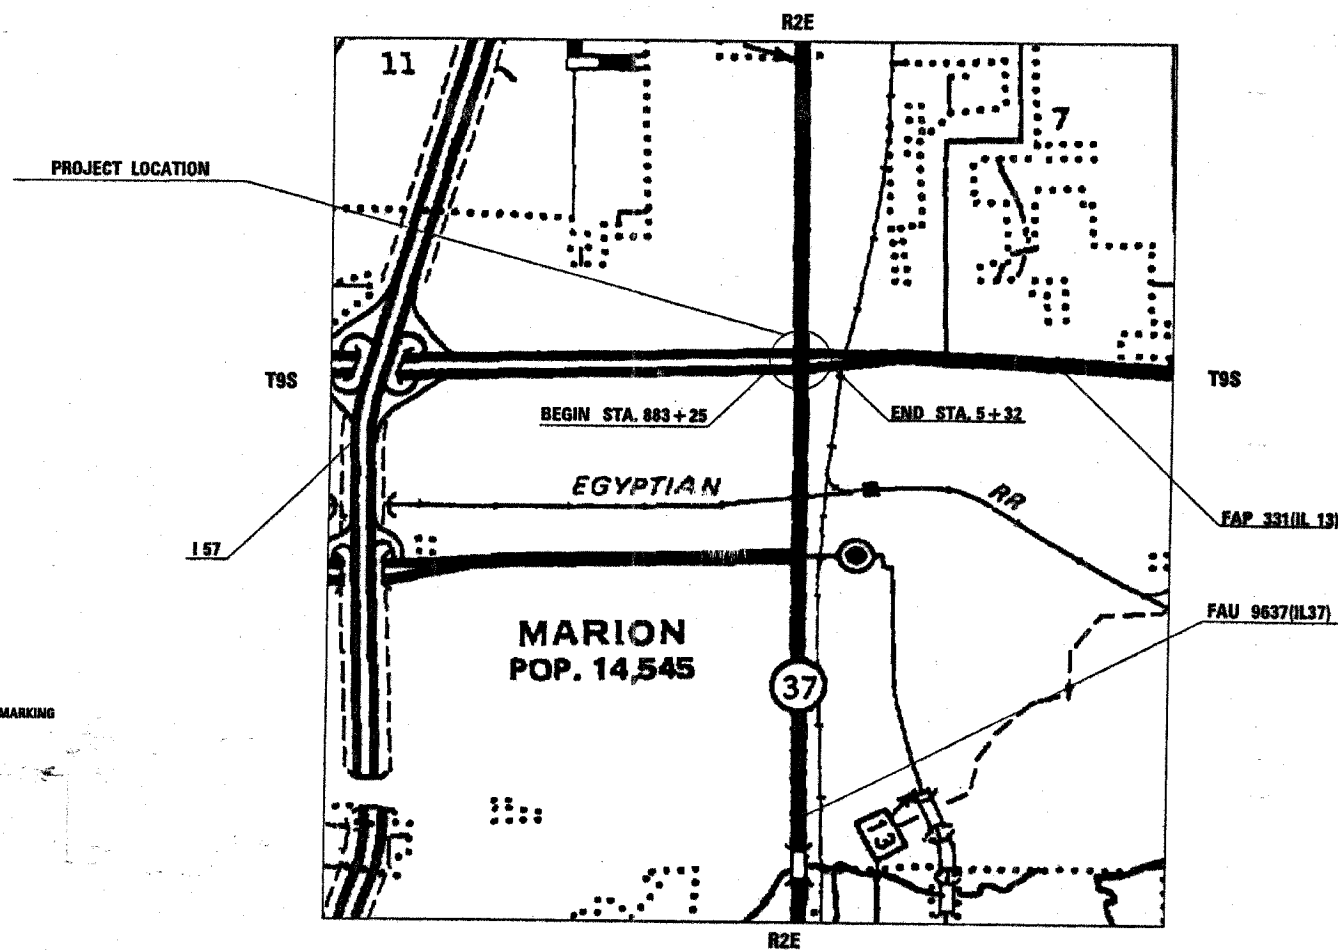 R2E
11
7
PROJECT LOCATION
T9S
T9S
BEGIN STA. 883+25
END STA. 5+32
EGYPTIAN
RR
FAP 331(IL 13)
I 57
MARION
POP. 14,545
FAU 9637(IL37)
37
MARKING
13
R2E